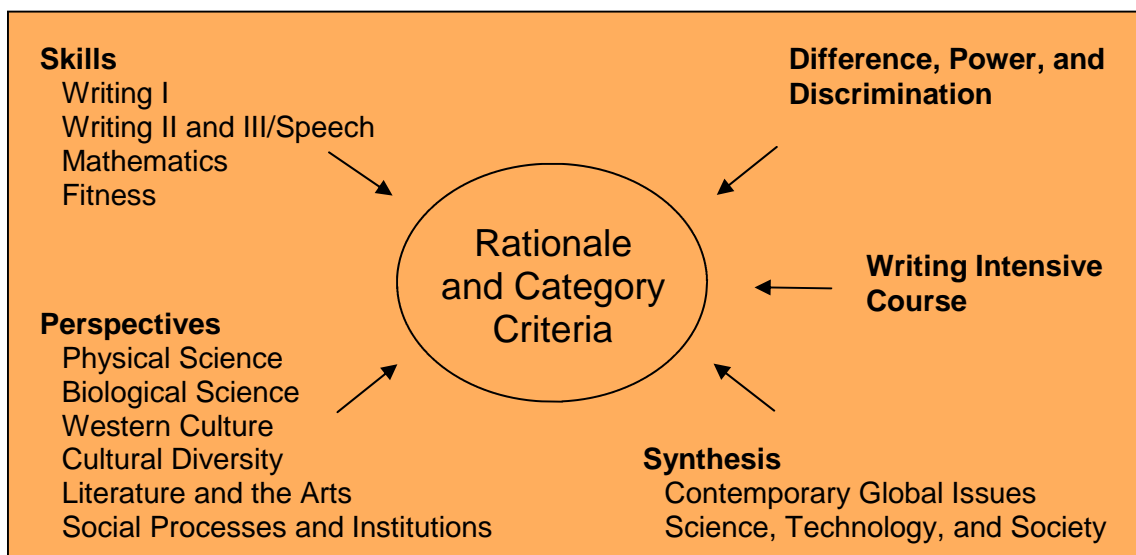 Skills
Writing I
Writing II and III/Speech
Mathematics
Fitness
Difference, Power, and
Discrimination
Rationale
and Category
Criteria
Writing Intensive
Course
Perspectives
Physical Science
Biological Science
Western Culture
Cultural Diversity
Literature and the Arts
Social Processes and Institutions
Synthesis
Contemporary Global Issues
Science, Technology, and Society